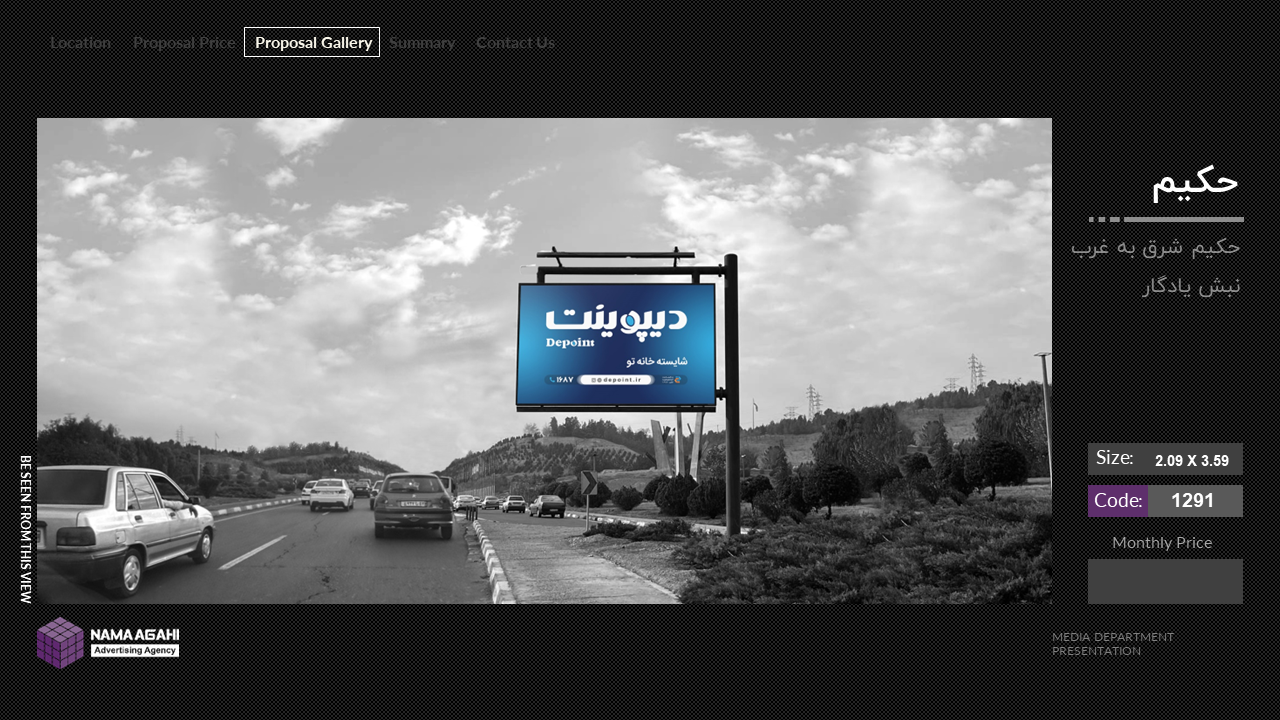 Location
Proposal Price
Proposal Gallery
Summary
Contact Us
حکیم
حکیم شرق به غرب
نبش یادگار
دیپوینت
Depoint
شایسته خانه تو
۱۶۸۷
@depoint.ir
Size: 2.09 X 3.59
Code: 1291
Monthly Price
BE SEEN FROM THIS VIEW
NAMA AGAHI
Advertising Agency
MEDIA DEPARTMENT
PRESENTATION